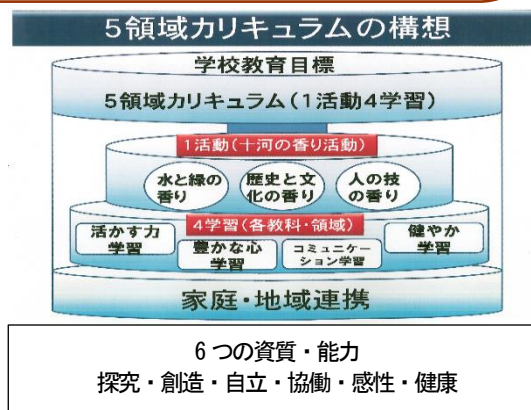 5領域カリキュラムの構想
学校教育目標
5領域カリキュラム(1活動4学習)
1活動(十河の香り活動)
水と緑の
香り
歴史と文
化の香り
人の技
の香り
4学習(各教科・領域)
活かす力
学習
豊かな心
学習
コミュニケー
ション学習
健やか
学習
家庭・地域連携
6つの資質・能力
探究・創造・自立・協働・感性・健康